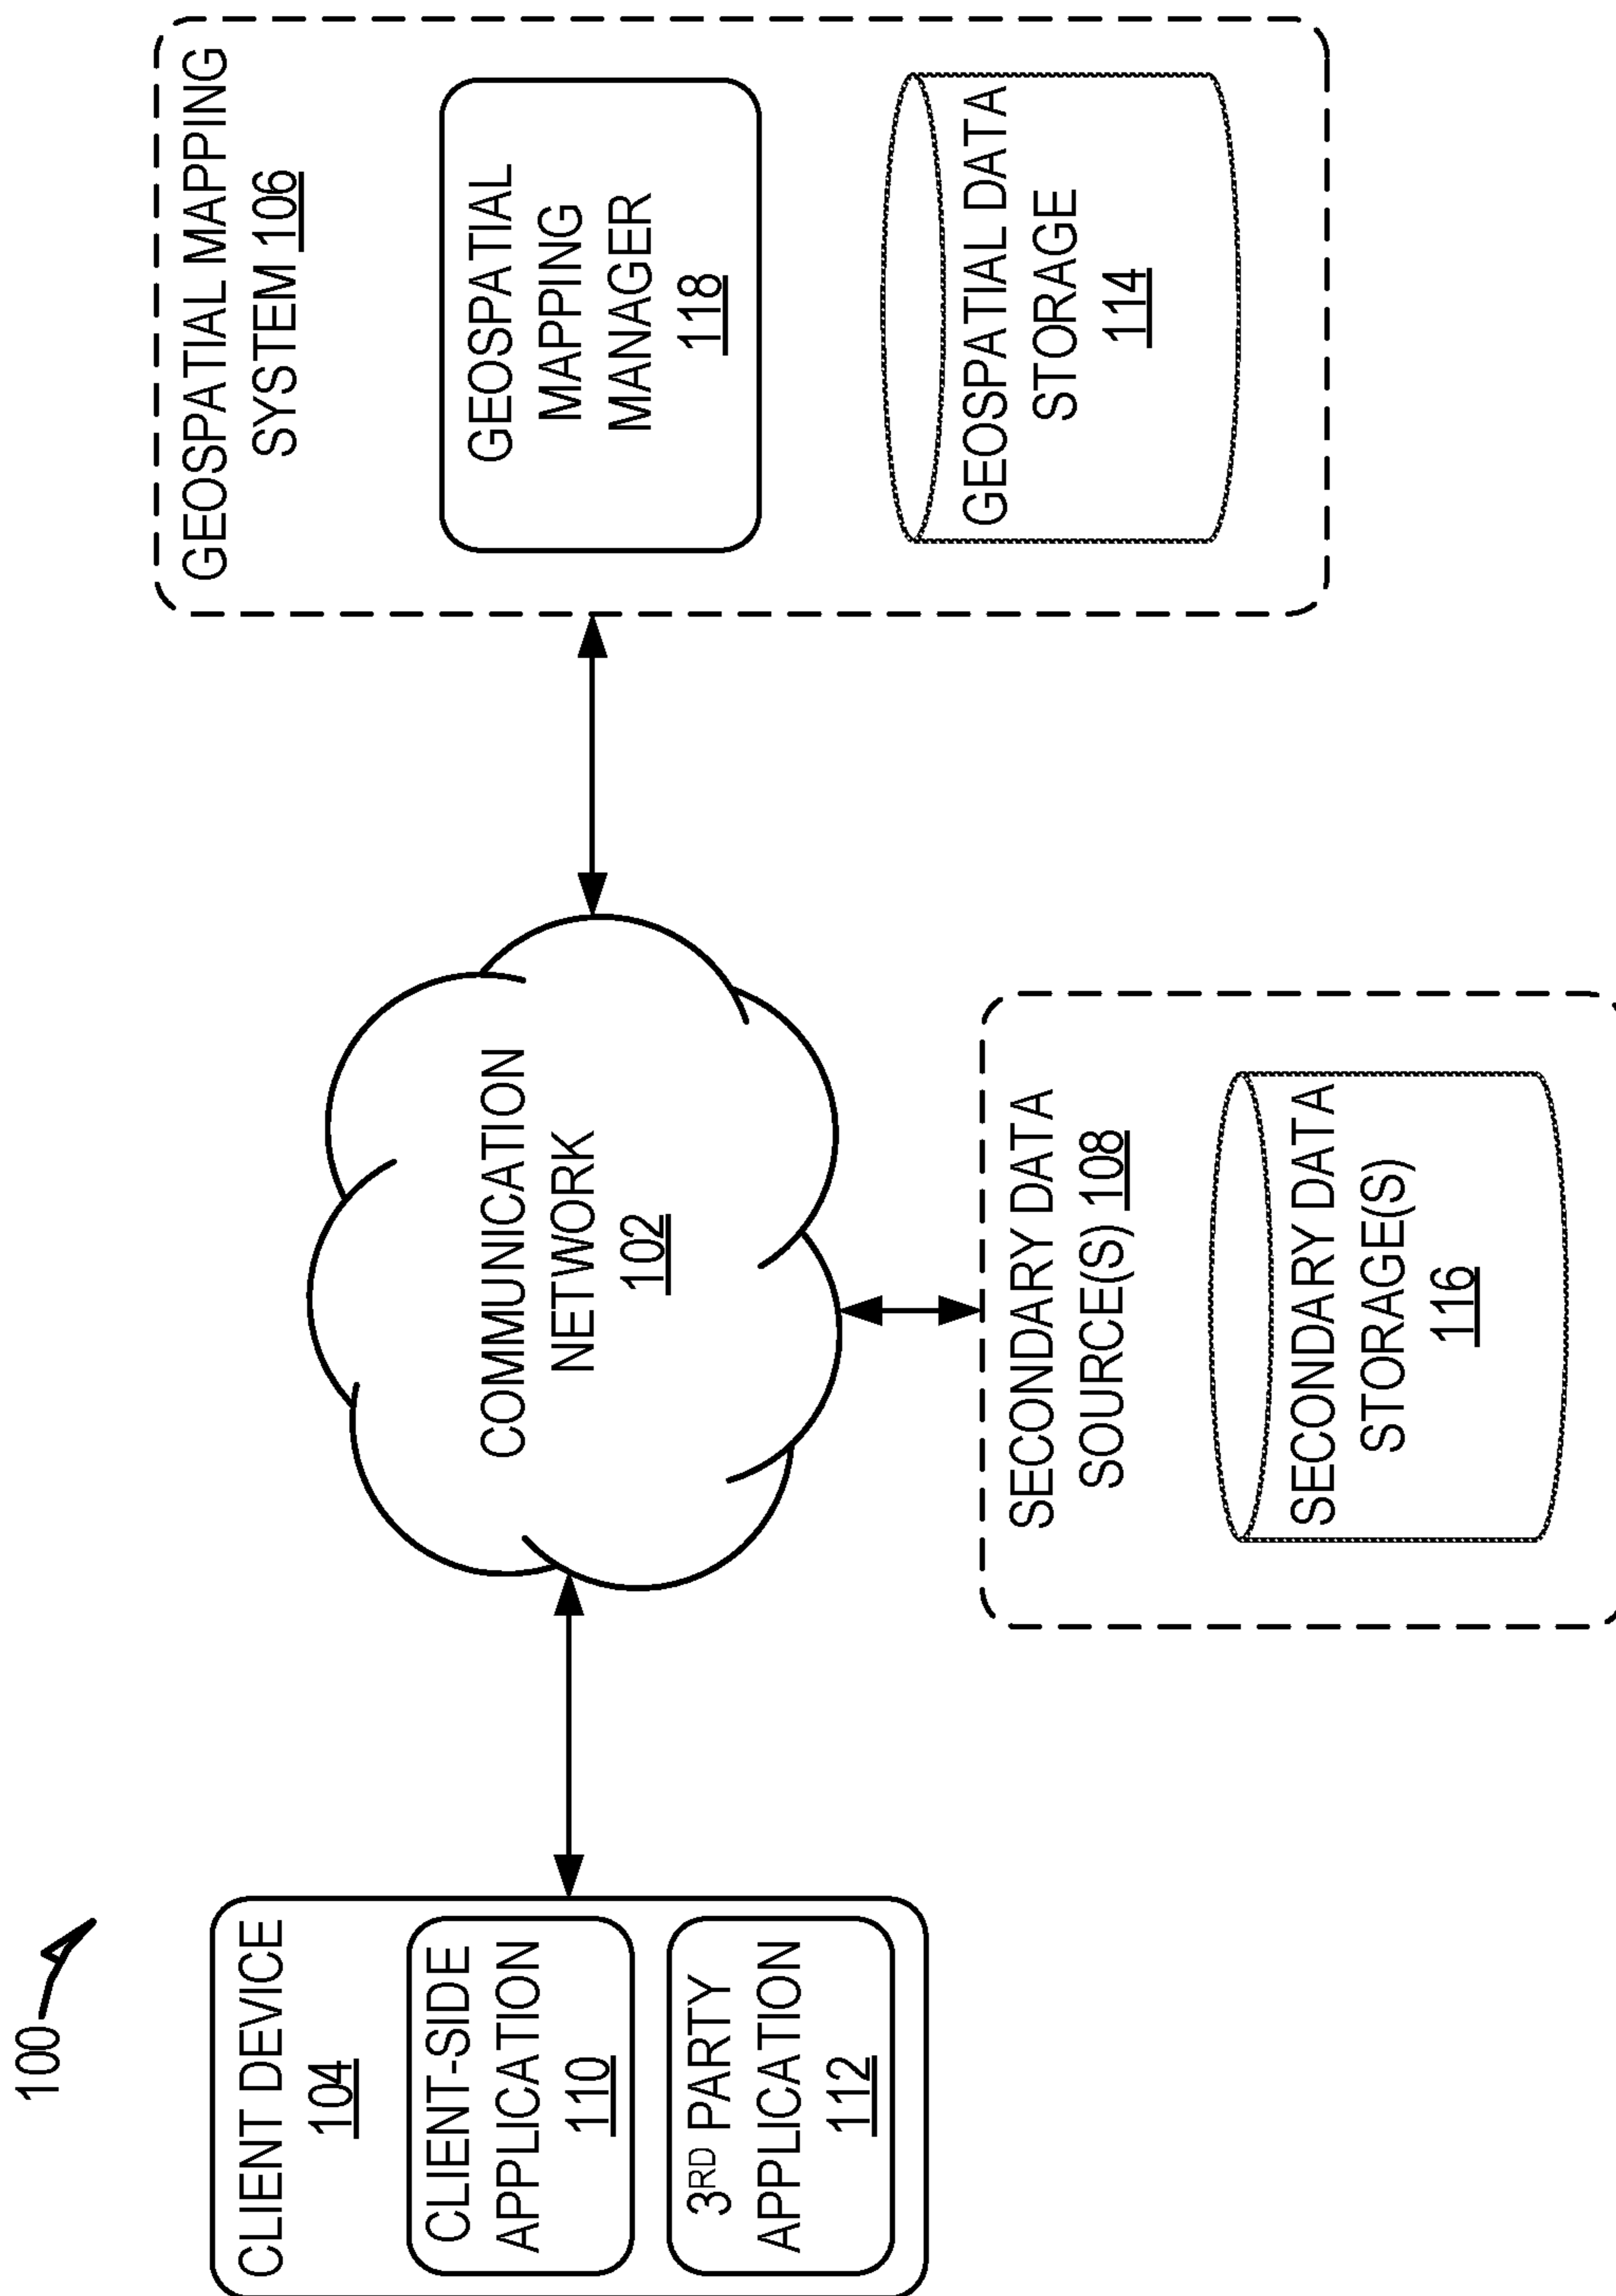 100
CLIENT DEVICE
104
CLIENT-SIDE
APPLICATION
110
3RD PARTY
APPLICATION
112
COMMUNICATION
NETWORK
102
SECONDARY DATA
SOURCE(S) 108
SECONDARY DATA
STORAGE(S)
116
GEOSPATIAL MAPPING
SYSTEM 106
GEOSPATIAL
MAPPING
MANAGER
118
GEOSPATIAL DATA
STORAGE
114